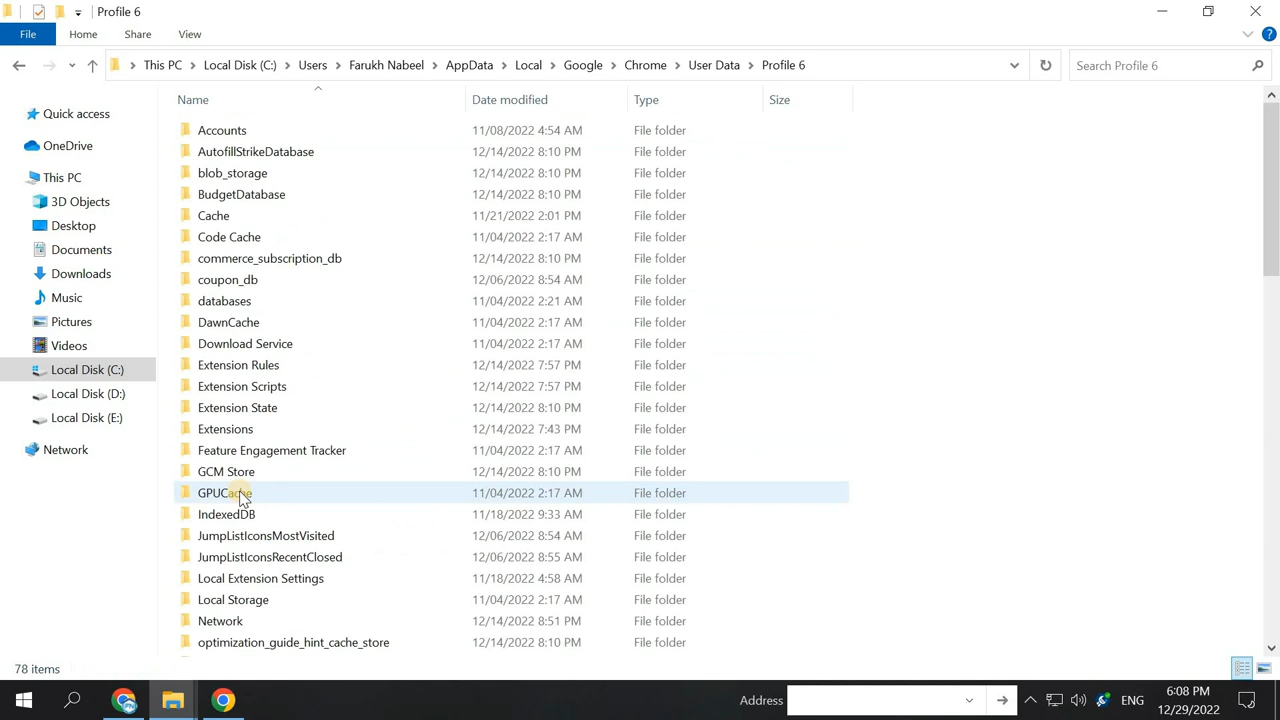 Profile 6
File Home Share View
This PC Local Disk (C:) Users Farukh Nabeel AppData Local Google Chrome User Data Profile 6
Search Profile 6
Quick access
OneDrive
This PC
3D Objects
Desktop
Documents
Downloads
Music
Pictures
Videos
Local Disk (C:)
Local Disk (D:)
Local Disk (E:)
Network
Name Date modified Type Size
Accounts 11/08/2022 4:54 AM File folder
AutofillStrikeDatabase 12/14/2022 8:10 PM File folder
blob_storage 12/14/2022 8:10 PM File folder
BudgetDatabase 12/14/2022 8:10 PM File folder
Cache 11/21/2022 2:01 PM File folder
Code Cache 11/04/2022 2:17 AM File folder
commerce_subscription_db 12/14/2022 8:10 PM File folder
coupon_db 12/06/2022 8:54 AM File folder
databases 11/04/2022 2:21 AM File folder
DawnCache 11/04/2022 2:17 AM File folder
Download Service 11/04/2022 2:17 AM File folder
Extension Rules 12/14/2022 7:57 PM File folder
Extension Scripts 12/14/2022 7:57 PM File folder
Extension State 12/14/2022 8:10 PM File folder
Extensions 12/14/2022 7:43 PM File folder
Feature Engagement Tracker 11/04/2022 2:17 AM File folder
GCM Store 12/14/2022 8:10 PM File folder
GPUCache 11/04/2022 2:17 AM File folder
IndexedDB 11/18/2022 9:33 AM File folder
JumpListIconsMostVisited 12/06/2022 8:54 AM File folder
JumpListIconsRecentClosed 12/06/2022 8:55 AM File folder
Local Extension Settings 11/18/2022 4:58 AM File folder
Local Storage 11/04/2022 2:17 AM File folder
Network 12/14/2022 8:51 PM File folder
optimization_guide_hint_cache_store 12/14/2022 8:10 PM File folder
78 items
Address
ENG
6:08 PM
12/29/2022